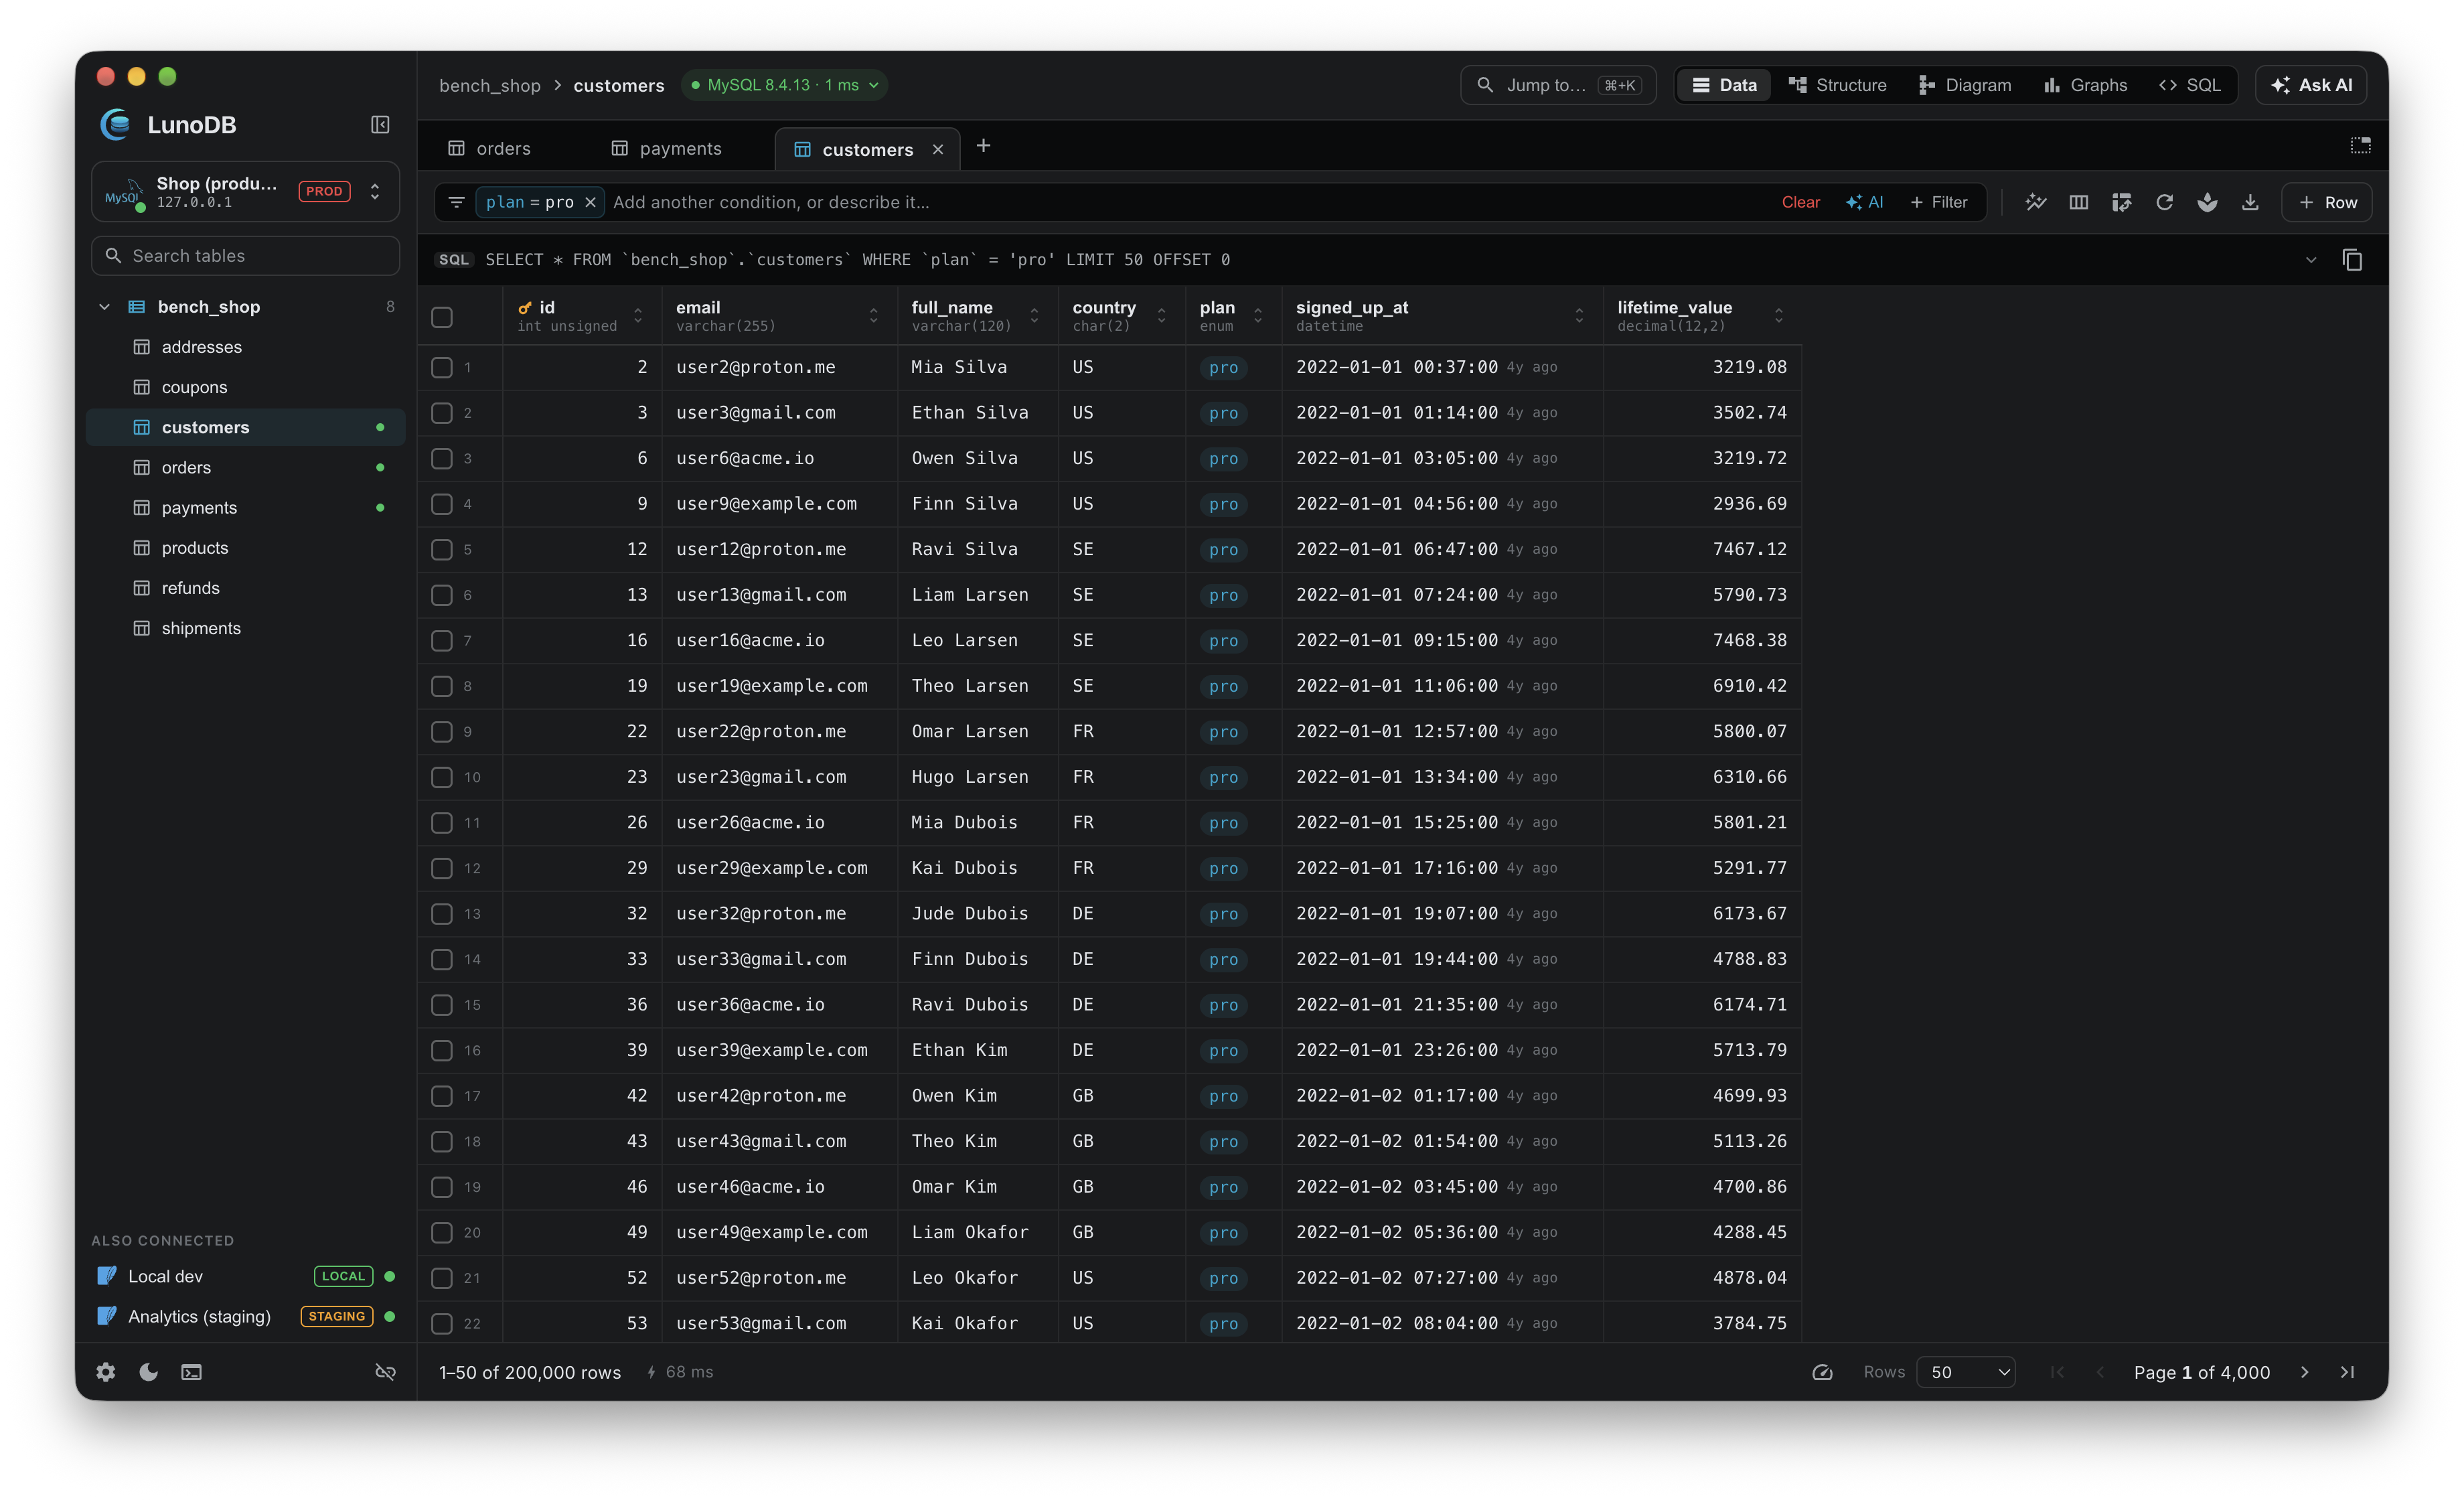 LunoDB
MySQL
Shop (produ...
127.0.0.1
PROD
Search tables
bench_shop 8
addresses
coupons
customers
orders
payments
products
refunds
shipments
ALSO CONNECTED
Local dev LOCAL
Analytics (staging) STAGING
bench_shop > customers MySQL 8.4.13 · 1 ms Jump to... ⌘+K Data Structure Diagram Graphs SQL Ask AI
orders payments customers
plan = pro Add another condition, or describe it... Clear AI + Filter + Row
SQL SELECT * FROM `bench_shop`.`customers` WHERE `plan` = 'pro' LIMIT 50 OFFSET 0
id email full_name country plan signed_up_at lifetime_value
int unsigned varchar(255) varchar(120) char(2) enum datetime decimal(12,2)
1 2 user2@proton.me Mia Silva US pro 2022-01-01 00:37:00 4y ago 3219.08
2 3 user3@gmail.com Ethan Silva US pro 2022-01-01 01:14:00 4y ago 3502.74
3 6 user6@acme.io Owen Silva US pro 2022-01-01 03:05:00 4y ago 3219.72
4 9 user9@example.com Finn Silva US pro 2022-01-01 04:56:00 4y ago 2936.69
5 12 user12@proton.me Ravi Silva SE pro 2022-01-01 06:47:00 4y ago 7467.12
6 13 user13@gmail.com Liam Larsen SE pro 2022-01-01 07:24:00 4y ago 5790.73
7 16 user16@acme.io Leo Larsen SE pro 2022-01-01 09:15:00 4y ago 7468.38
8 19 user19@example.com Theo Larsen SE pro 2022-01-01 11:06:00 4y ago 6910.42
9 22 user22@proton.me Omar Larsen FR pro 2022-01-01 12:57:00 4y ago 5800.07
10 23 user23@gmail.com Hugo Larsen FR pro 2022-01-01 13:34:00 4y ago 6310.66
11 26 user26@acme.io Mia Dubois FR pro 2022-01-01 15:25:00 4y ago 5801.21
12 29 user29@example.com Kai Dubois FR pro 2022-01-01 17:16:00 4y ago 5291.77
13 32 user32@proton.me Jude Dubois DE pro 2022-01-01 19:07:00 4y ago 6173.67
14 33 user33@gmail.com Finn Dubois DE pro 2022-01-01 19:44:00 4y ago 4788.83
15 36 user36@acme.io Ravi Dubois DE pro 2022-01-01 21:35:00 4y ago 6174.71
16 39 user39@example.com Ethan Kim DE pro 2022-01-01 23:26:00 4y ago 5713.79
17 42 user42@proton.me Owen Kim GB pro 2022-01-02 01:17:00 4y ago 4699.93
18 43 user43@gmail.com Theo Kim GB pro 2022-01-02 01:54:00 4y ago 5113.26
19 46 user46@acme.io Omar Kim GB pro 2022-01-02 03:45:00 4y ago 4700.86
20 49 user49@example.com Liam Okafor GB pro 2022-01-02 05:36:00 4y ago 4288.45
21 52 user52@proton.me Leo Okafor US pro 2022-01-02 07:27:00 4y ago 4878.04
22 53 user53@gmail.com Kai Okafor US pro 2022-01-02 08:04:00 4y ago 3784.75
1–50 of 200,000 rows 68 ms Rows 50 Page 1 of 4,000